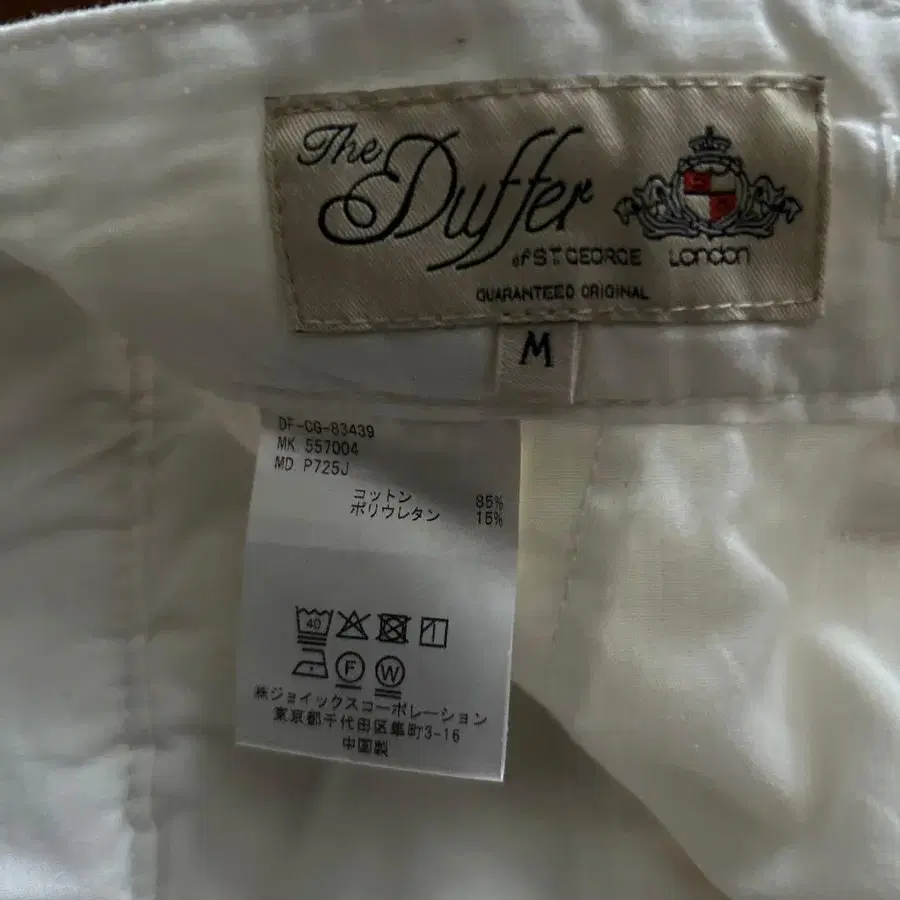 The Duffer
of ST.GEORGE LONDON
GUARANTEED ORIGINAL
M
DF-CG-83439
MK. 557004
MD. P725J
コットン 85%
ポリウレタン 15%
40
F W
㈱ジョイックスコーポレーション
東京都千代田区隼町3-16
中国製